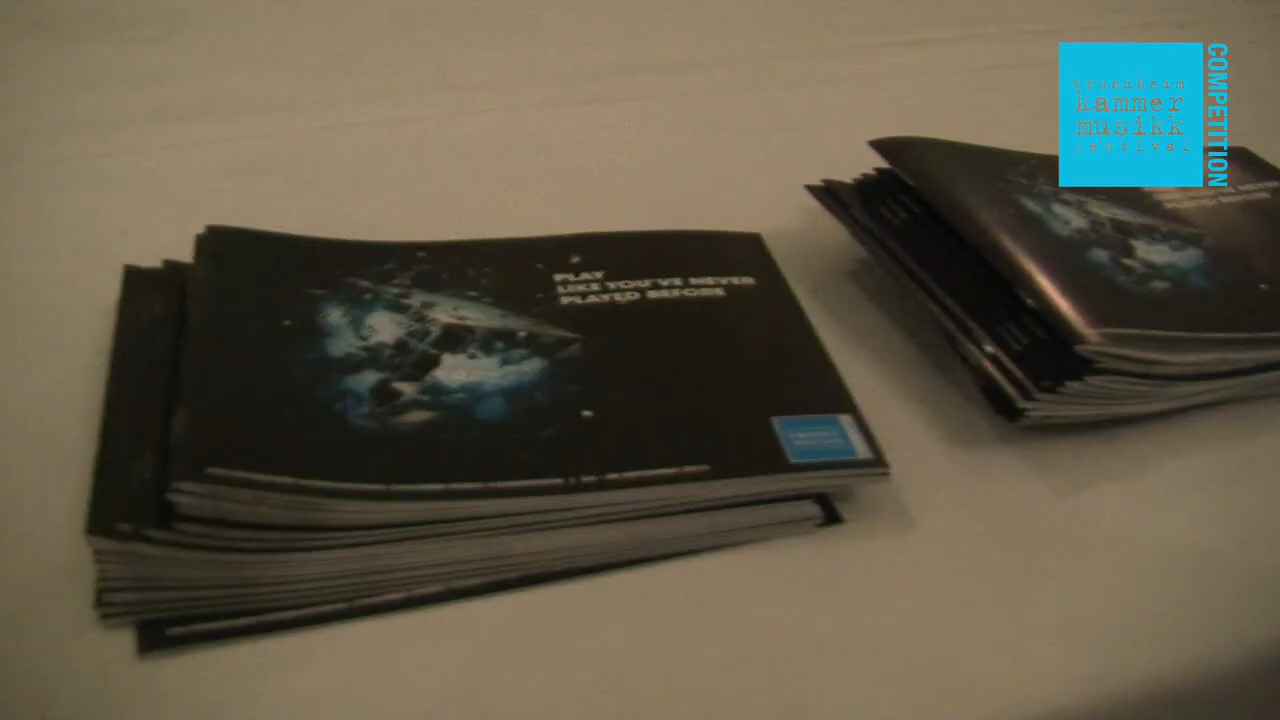 PLAY
LIKE YOU'VE NEVER
PLAYED BEFORE
trondheim
kammer
musikk
festival
COMPETITION